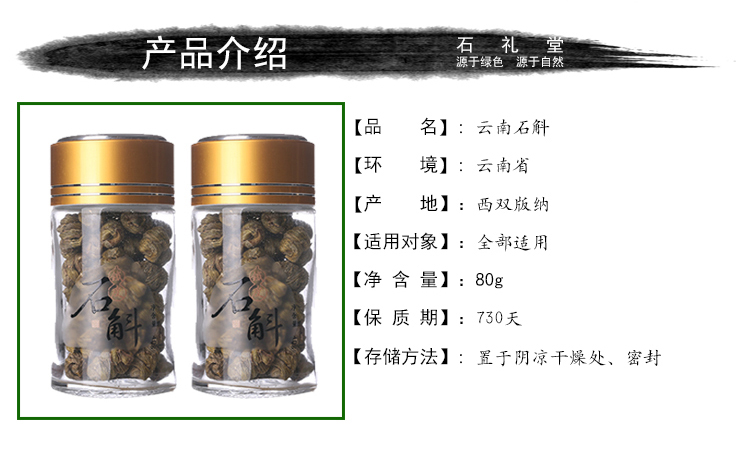 产品介绍
石礼堂
源于绿色 源于自然
【品 名】: 云南石斛
【环 境】: 云南省
【产 地】: 西双版纳
【适用对象】: 全部适用
【净 含 量】: 80g
【保 质 期】: 730天
【存储方法】: 置于阴凉干燥处、密封
石斛
石斛